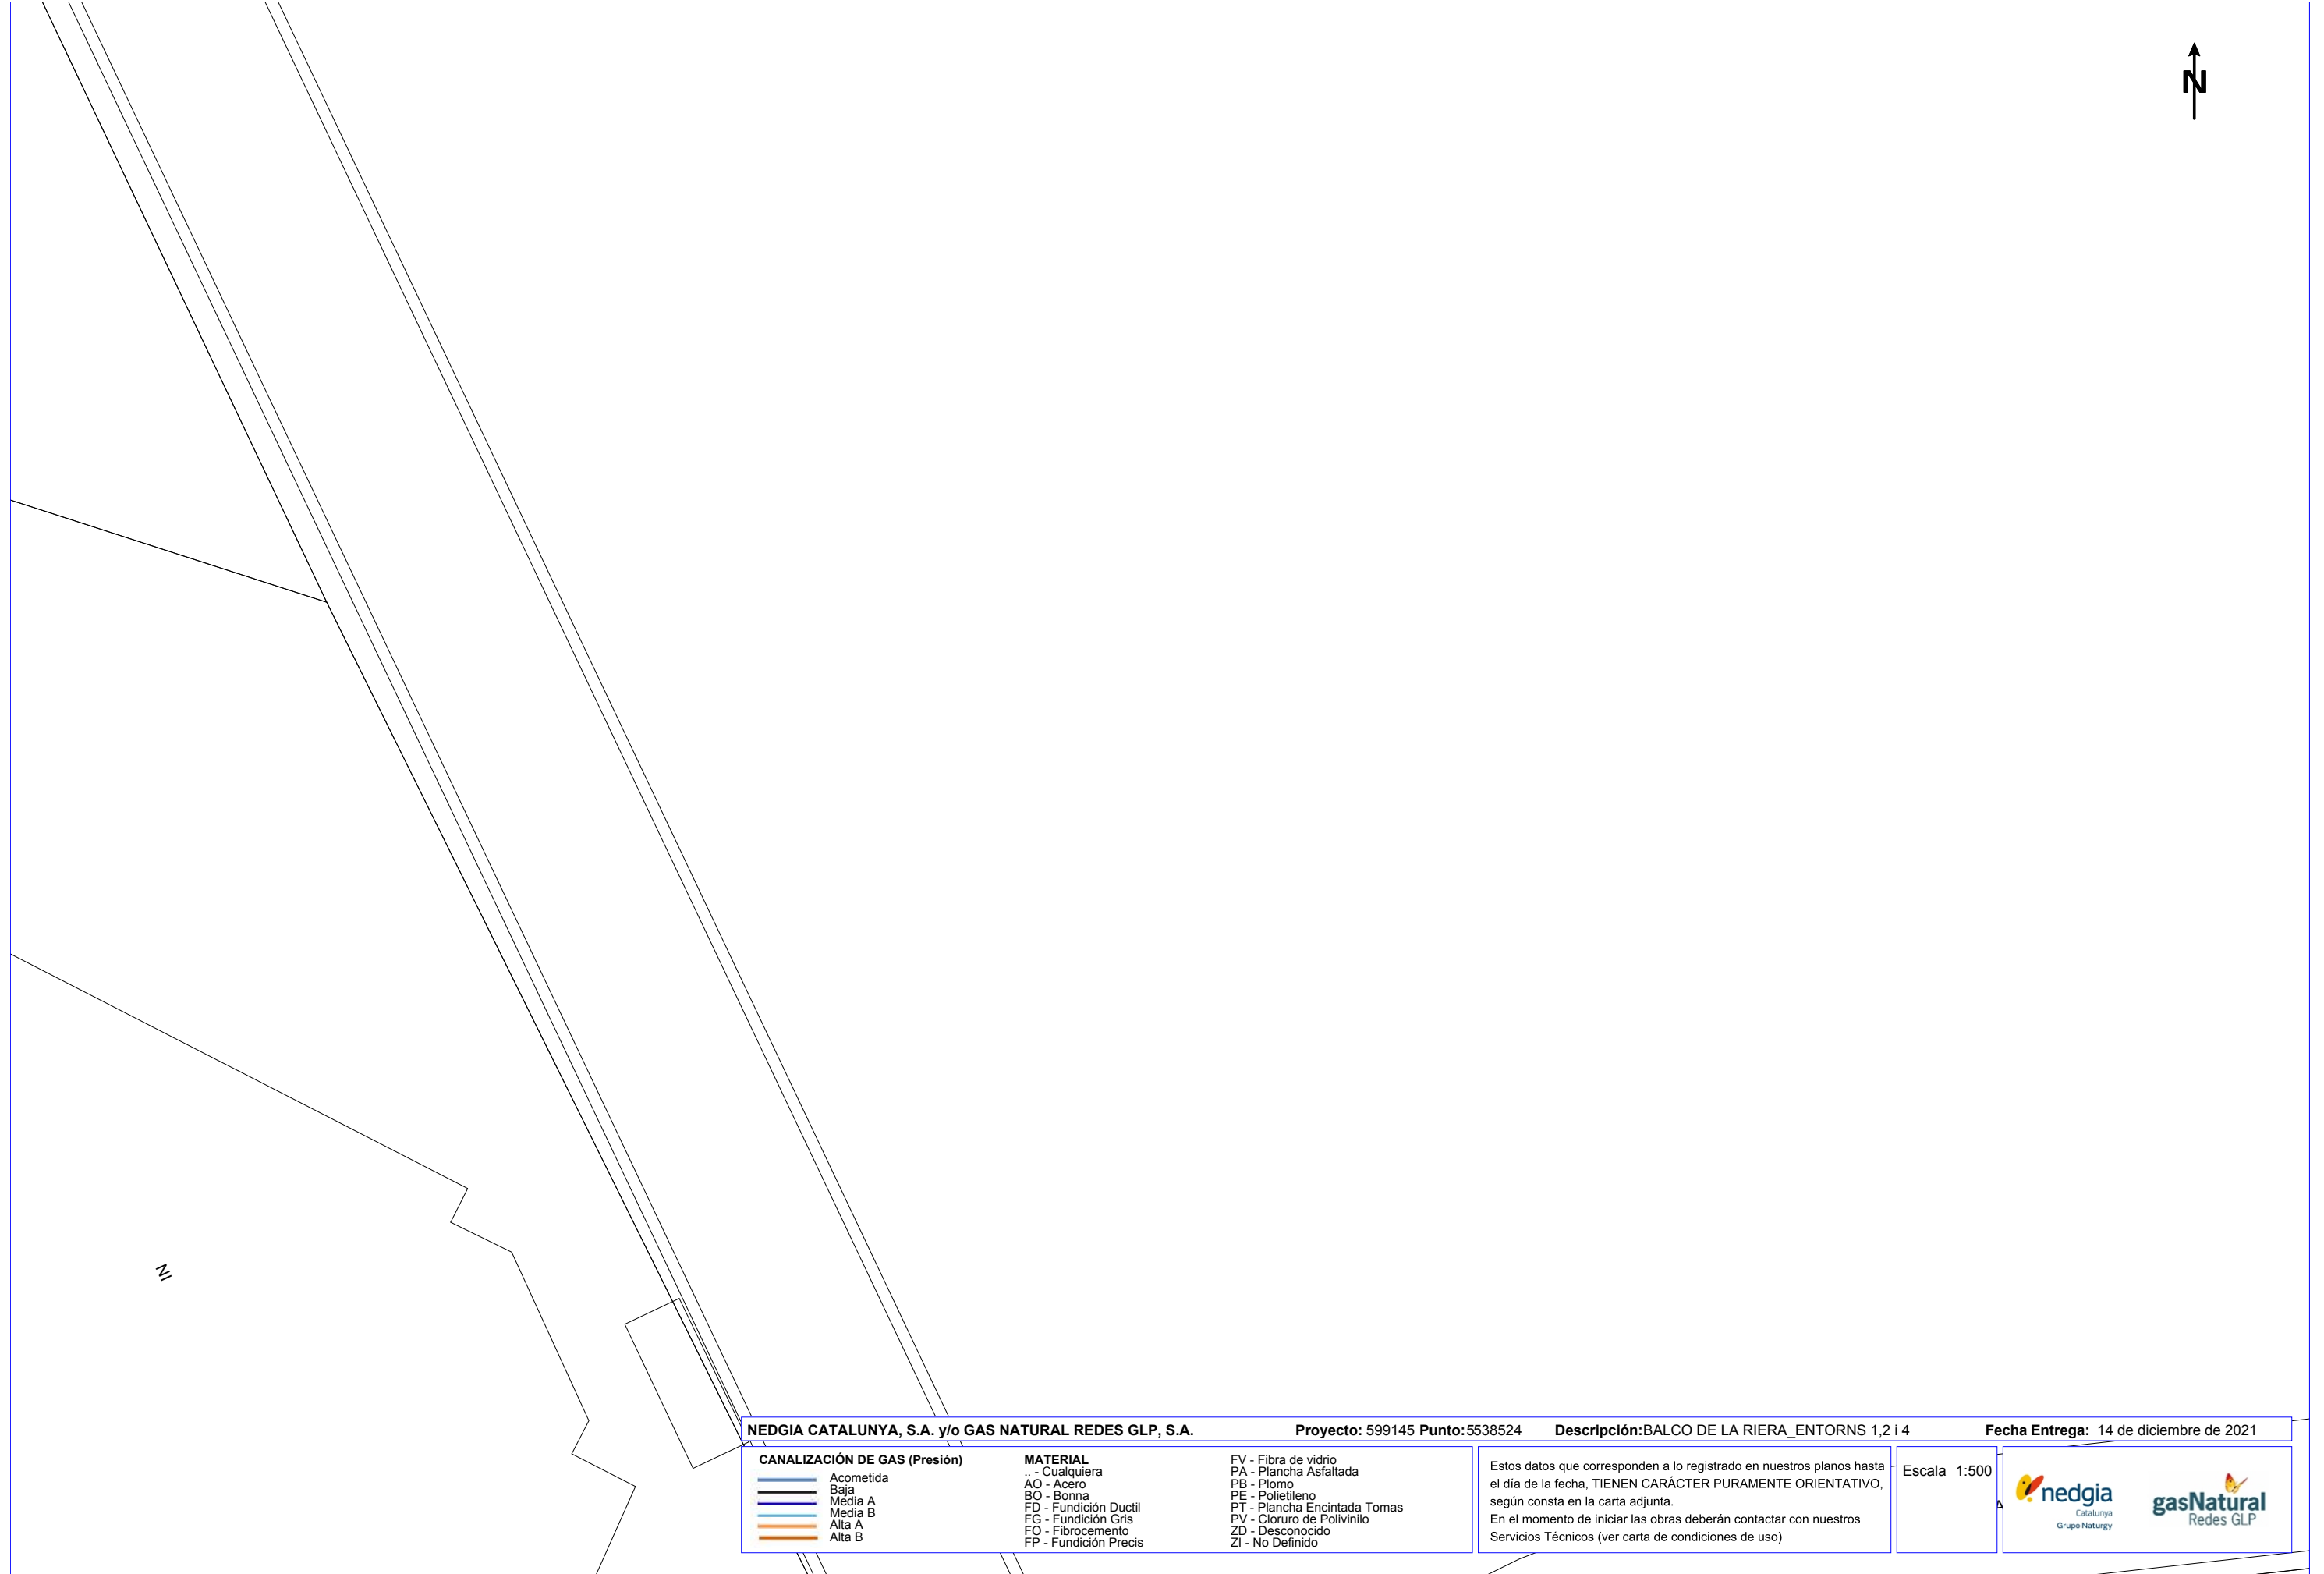 N
NI
NEDGIA CATALUNYA, S.A. y/o GAS NATURAL REDES GLP, S.A. Proyecto: 599145 Punto:5538524 Descripción:BALCO DE LA RIERA_ENTORNS 1,2 i 4 Fecha Entrega: 14 de diciembre de 2021
CANALIZACIÓN DE GAS (Presión)
Acometida
Baja
Media A
Media B
Alta A
Alta B
MATERIAL
.. - Cualquiera
AO - Acero
BO - Bonna
FD - Fundición Ductil
FG - Fundición Gris
FO - Fibrocemento
FP - Fundición Precis
FV - Fibra de vidrio
PA - Plancha Asfaltada
PB - Plomo
PE - Polietileno
PT - Plancha Encintada Tomas
PV - Cloruro de Polivinilo
ZD - Desconocido
ZI - No Definido
Estos datos que corresponden a lo registrado en nuestros planos hasta
el día de la fecha, TIENEN CARÁCTER PURAMENTE ORIENTATIVO,
según consta en la carta adjunta.
En el momento de iniciar las obras deberán contactar con nuestros
Servicios Técnicos (ver carta de condiciones de uso)
Escala 1:500
nedgia
Catalunya
Grupo Naturgy
gasNatural
Redes GLP